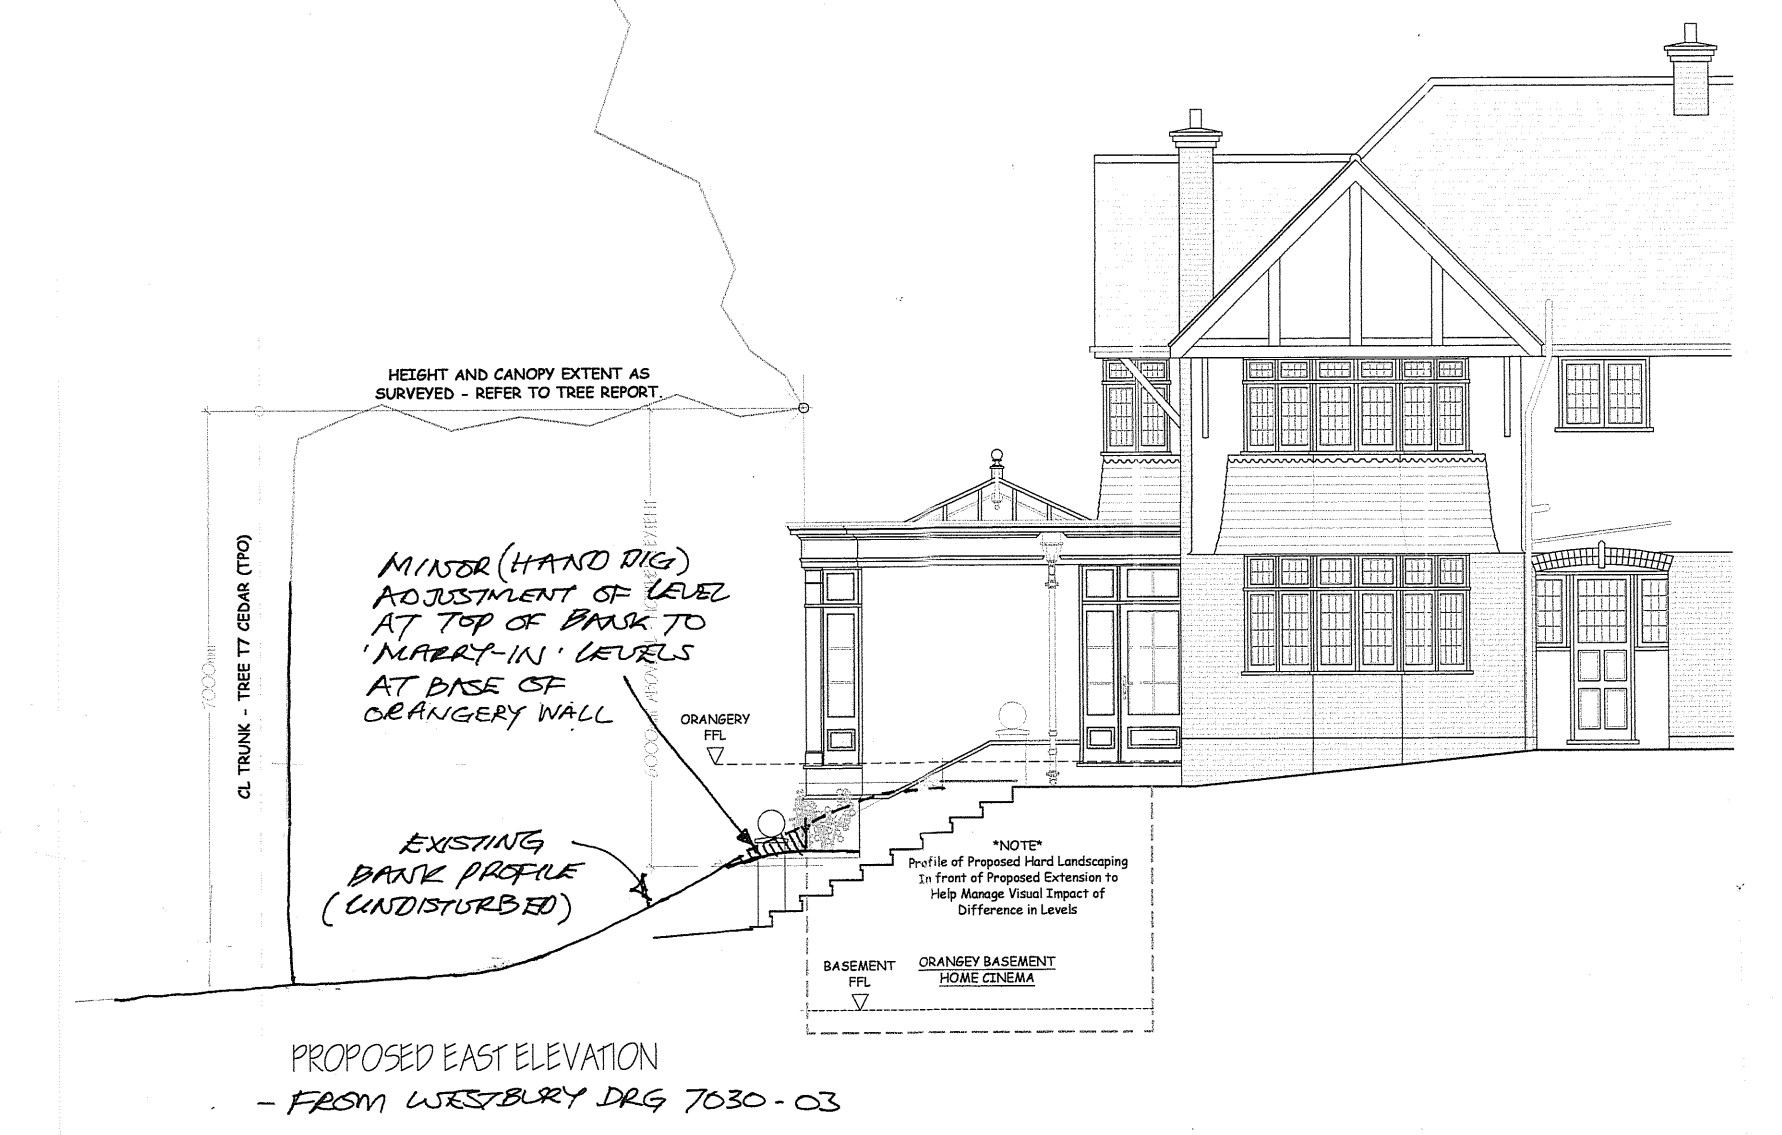 HEIGHT AND CANOPY EXTENT AS
SURVEYED - REFER TO TREE REPORT.
CL TRUNK - TREE T7 CEDAR (TPO)
7000mm
MINOR (HAND DIG)
ADJUSTMENT OF LEVEL
AT TOP OF BANK TO
'MARRY-IN' LEVELS
AT BASE OF
ORANGERY WALL
ORANGERY
FFL
EXISTING
BANK PROFILE
(UNDISTURBED)
*NOTE*
Profile of Proposed Hard Landscaping
In front of Proposed Extension to
Help Manage Visual Impact of
Difference in Levels
BASEMENT
FFL
ORANGEY BASEMENT
HOME CINEMA
PROPOSED EAST ELEVATION
- FROM WESTBURY DRG 7030-03